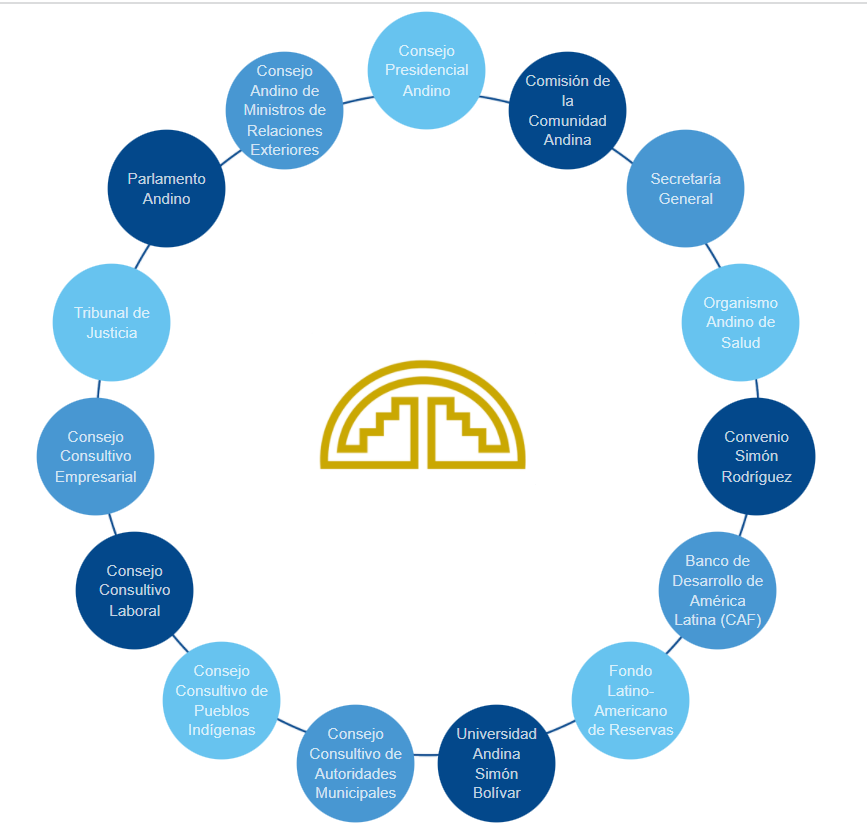 Consejo
Presidencial
Andino
Comisión de
la
Comunidad
Andina
Secretaría
General
Organismo
Andino de
Salud
Convenio
Simón
Rodríguez
Banco de
Desarrollo de
América
Latina (CAF)
Fondo
Latino-
Americano
de Reservas
Universidad
Andina
Simón
Bolívar
Consejo
Consultivo de
Autoridades
Municipales
Consejo
Consultivo de
Pueblos
Indígenas
Consejo
Consultivo
Laboral
Consejo
Consultivo
Empresarial
Tribunal de
Justicia
Parlamento
Andino
Consejo
Andino de
Ministros de
Relaciones
Exteriores